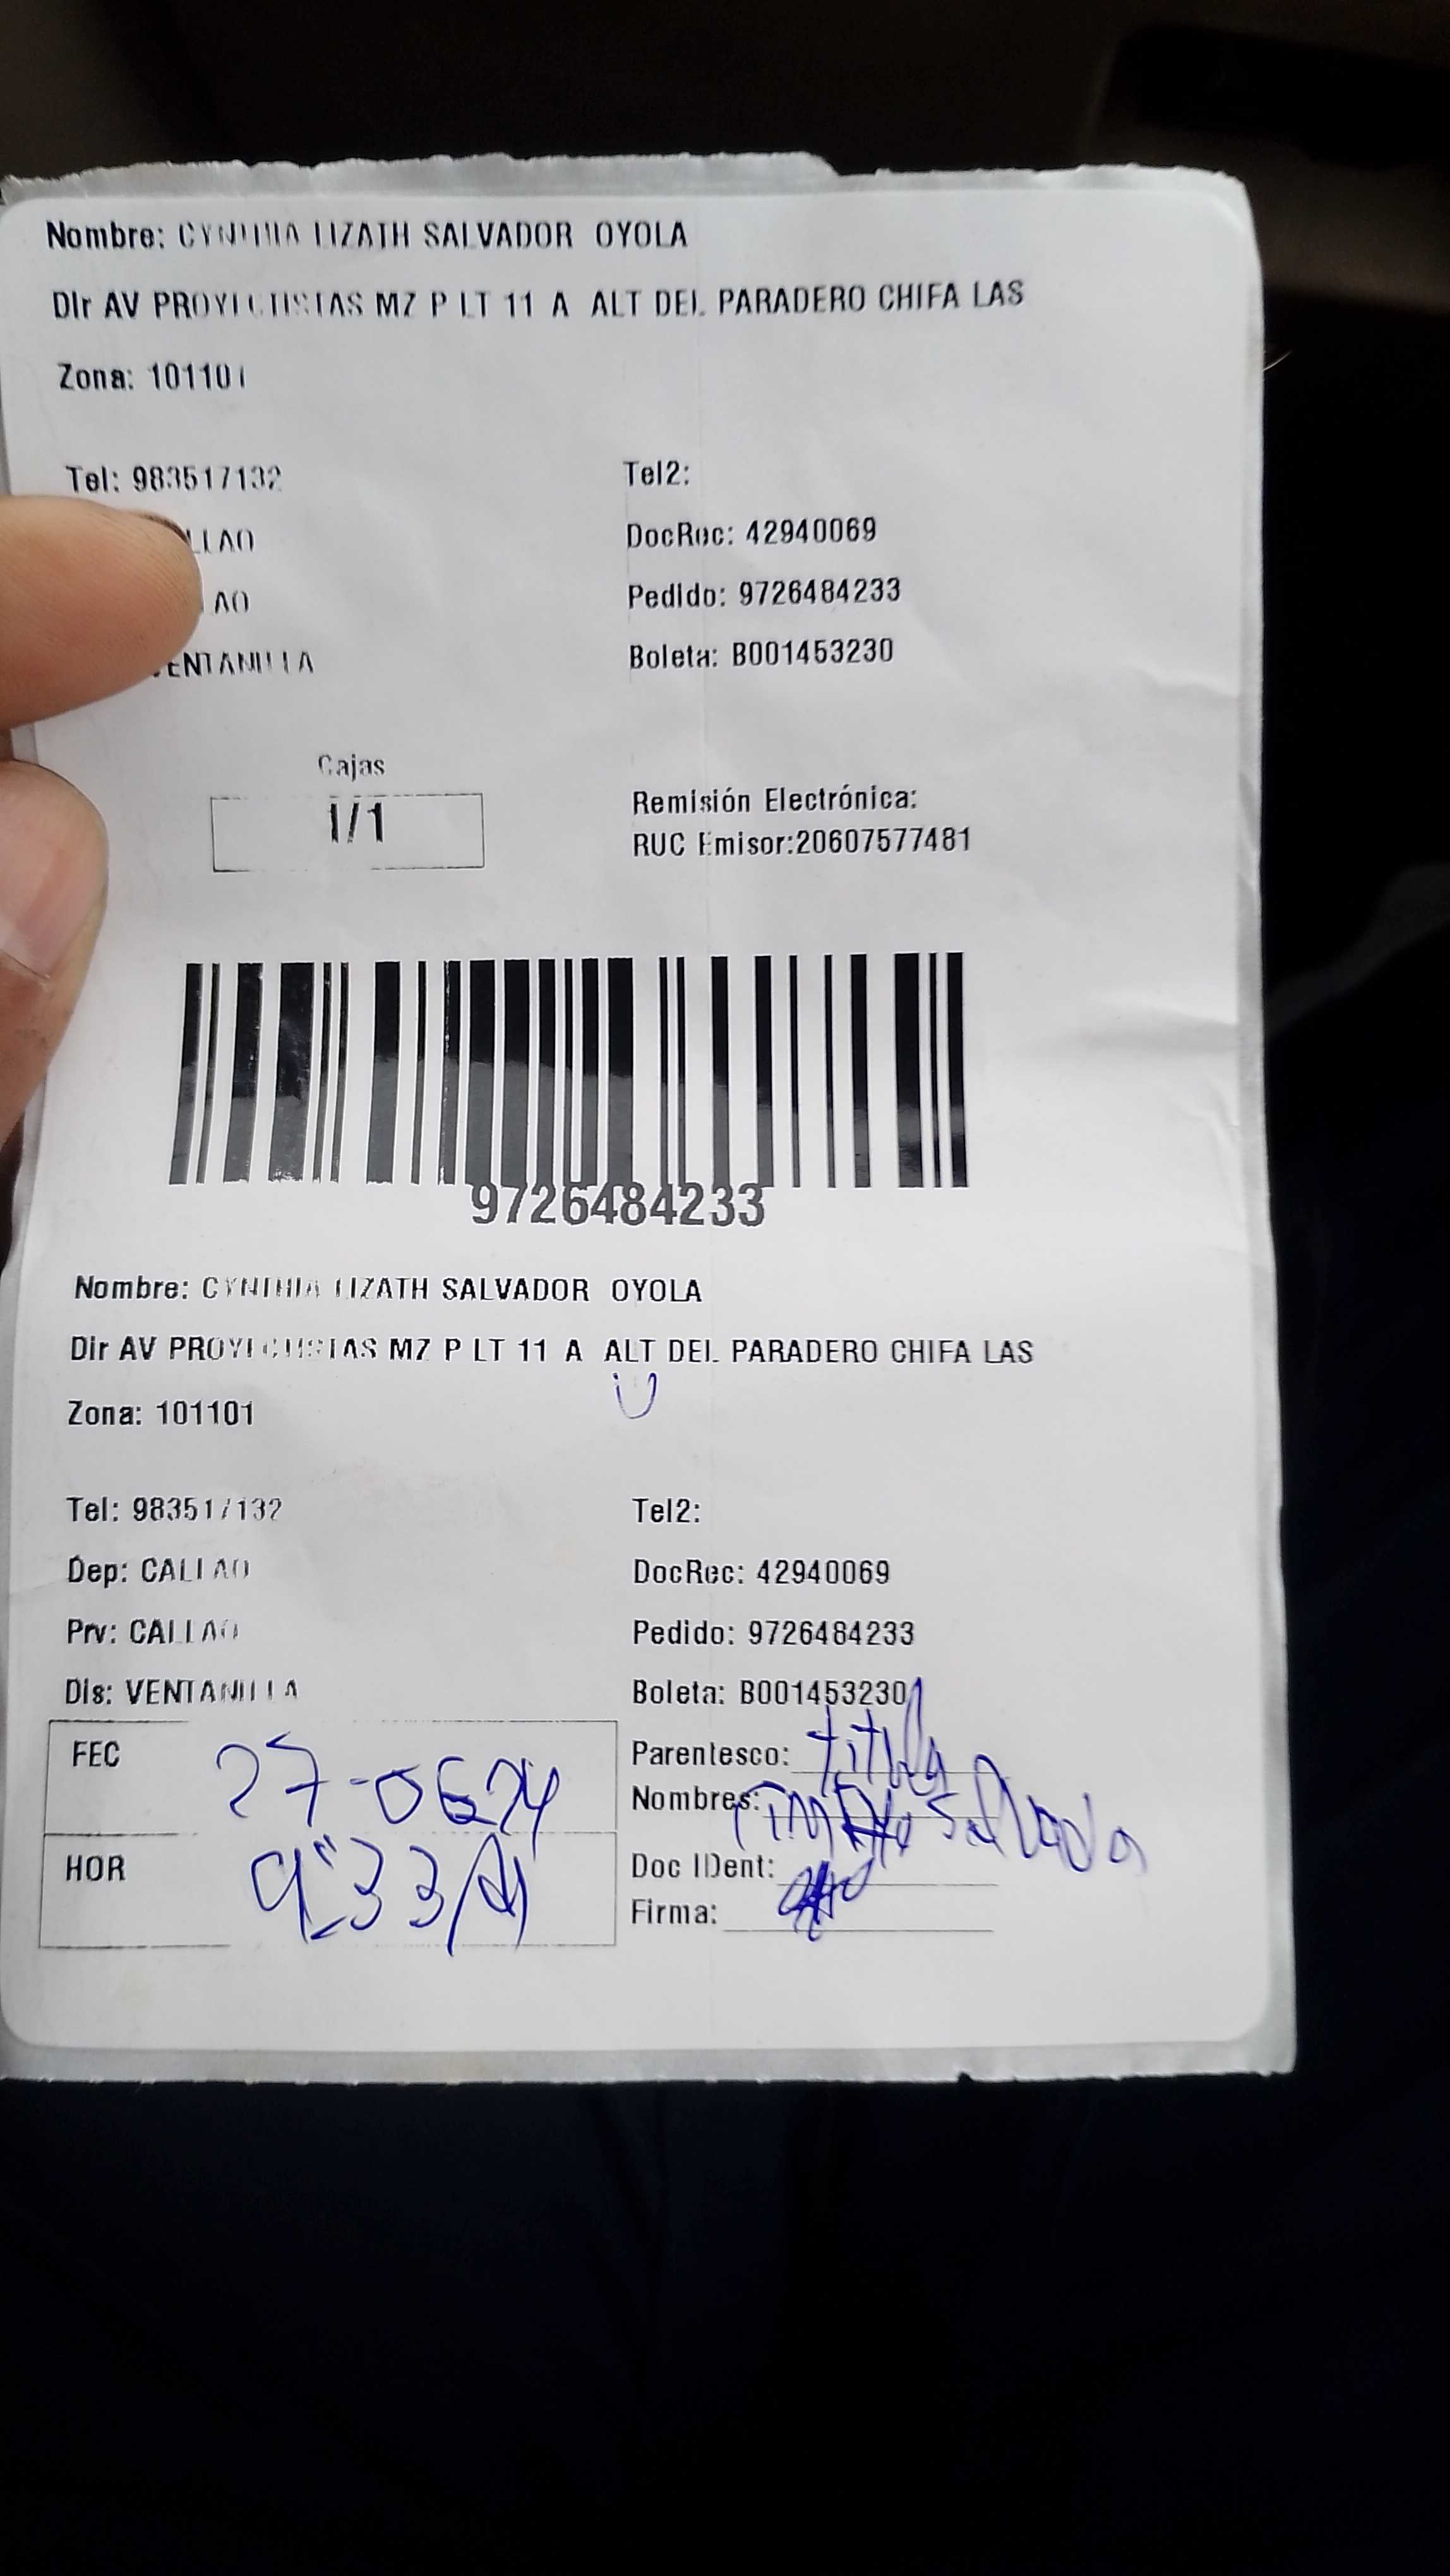 Nombre: CYNTHIA LIZATH SALVADOR OYOLA
Dir AV PROYECTISTAS MZ P LT 11 A ALT DEL PARADERO CHIFA LAS
Zona: 101101
Tel: 983517132 Tel2:
LLAO DocRec: 42940069
AO Pedido: 9726484233
VENTANILLA Boleta: B001453230
Cajas
1/1
Remisión Electrónica:
RUC Emisor:20607577481
9726484233
Nombre: CYNTHIA LIZATH SALVADOR OYOLA
Dir AV PROYECTISTAS MZ P LT 11 A ALT DEL PARADERO CHIFA LAS
Zona: 101101
Tel: 983517132 Tel2:
Dep: CALLAO DocRec: 42940069
Prv: CALLAO Pedido: 9726484233
Dis: VENTANILLA Boleta: B001453230
FEC 27-06-24 Parentesco: titular
Nombres: Salvador
HOR 9:33 Doc IDent:
Firma: